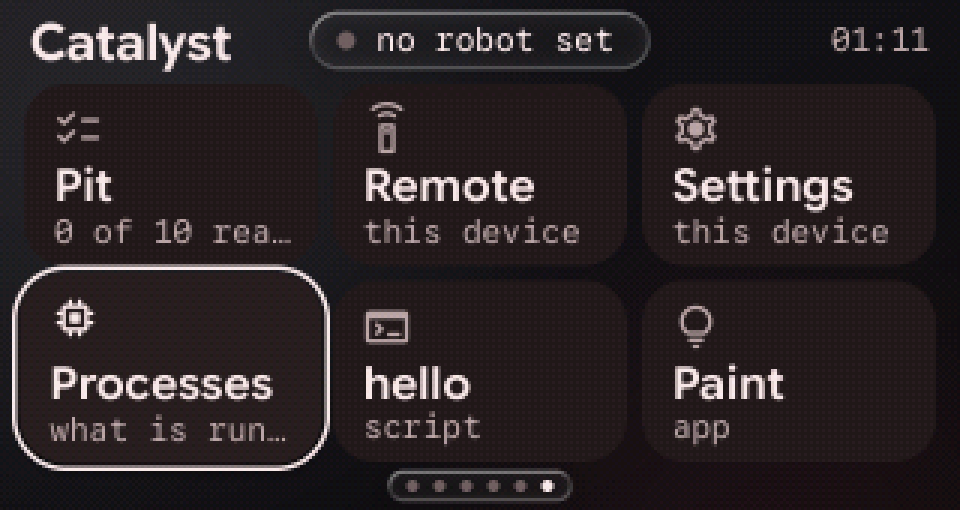 Catalyst
no robot set
01:11
Pit
0 of 10 rea…
Remote
this device
Settings
this device
Processes
what is run…
hello
script
Paint
app